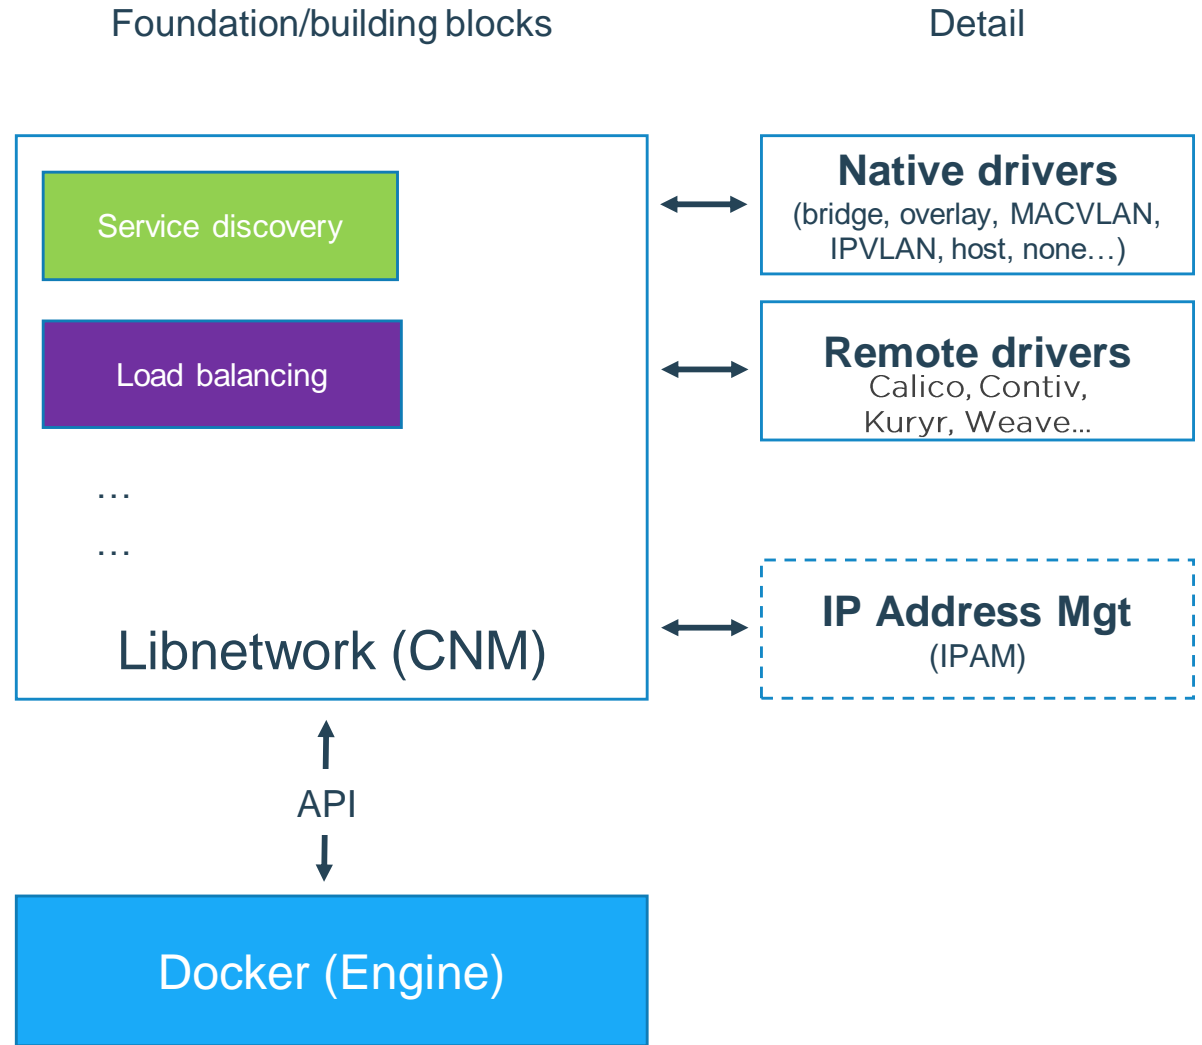 Foundation/building blocks
Detail
Service discovery
Load balancing
…
…
Libnetwork (CNM)
Native drivers
(bridge, overlay, MACVLAN,
IPVLAN, host, none…)
Remote drivers
Calico, Contiv,
Kuryr, Weave…
IP Address Mgt
(IPAM)
API
Docker (Engine)